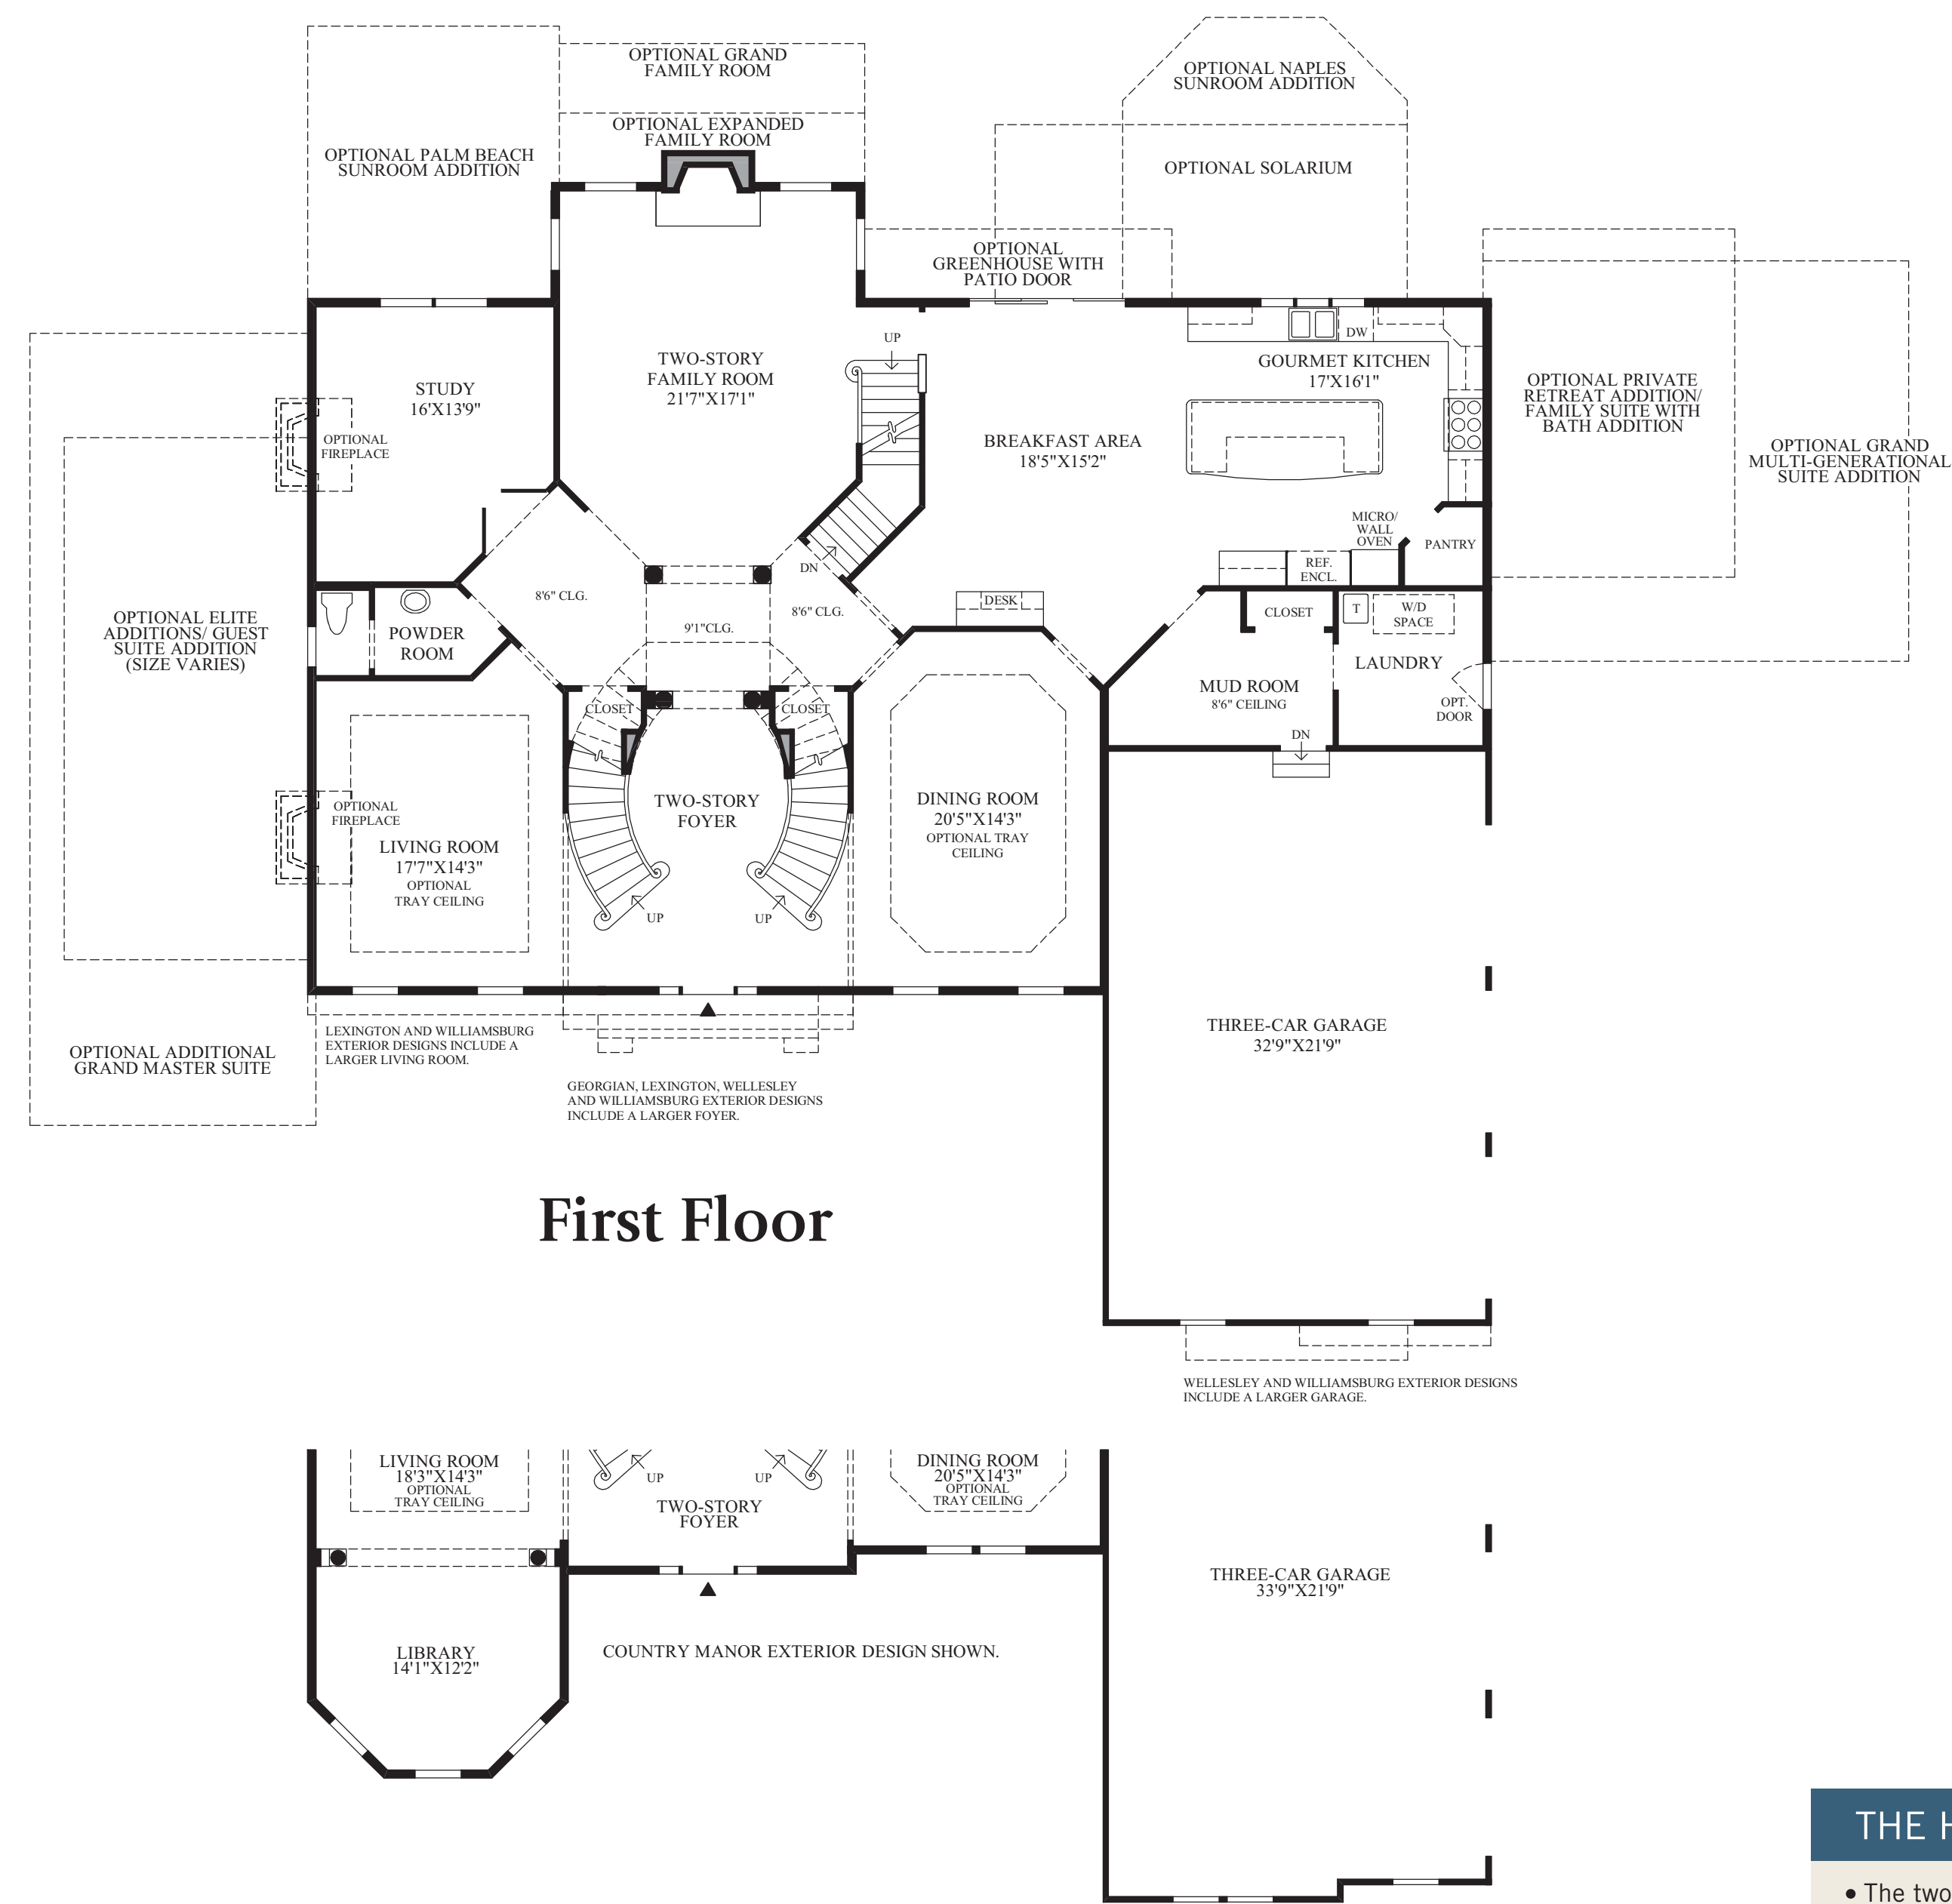 OPTIONAL GRAND
FAMILY ROOM
OPTIONAL NAPLES
SUNROOM ADDITION
OPTIONAL EXPANDED
FAMILY ROOM
OPTIONAL PALM BEACH
SUNROOM ADDITION
OPTIONAL SOLARIUM
OPTIONAL
GREENHOUSE WITH
PATIO DOOR
UP
DW
TWO-STORY
FAMILY ROOM
21'7"X17'1"
GOURMET KITCHEN
17'X16'1"
STUDY
16'X13'9"
OPTIONAL PRIVATE
RETREAT ADDITION/
FAMILY SUITE WITH
BATH ADDITION
OPTIONAL
FIREPLACE
BREAKFAST AREA
18'5"X15'2"
OPTIONAL GRAND
MULTI-GENERATIONAL
SUITE ADDITION
MICRO/
WALL
OVEN
PANTRY
DN
REF.
ENCL.
8'6" CLG.
8'6" CLG.
DESK
CLOSET
T
W/D
SPACE
OPTIONAL ELITE
ADDITIONS/ GUEST
SUITE ADDITION
(SIZE VARIES)
POWDER
ROOM
9'1"CLG.
LAUNDRY
MUD ROOM
8'6" CEILING
OPT.
DOOR
CLOSET
CLOSET
DN
OPTIONAL
FIREPLACE
TWO-STORY
FOYER
DINING ROOM
20'5"X14'3"
OPTIONAL TRAY
CEILING
LIVING ROOM
17'7"X14'3"
OPTIONAL
TRAY CEILING
UP
UP
THREE-CAR GARAGE
32'9"X21'9"
LEXINGTON AND WILLIAMSBURG
EXTERIOR DESIGNS INCLUDE A
LARGER LIVING ROOM.
OPTIONAL ADDITIONAL
GRAND MASTER SUITE
GEORGIAN, LEXINGTON, WELLESLEY
AND WILLIAMSBURG EXTERIOR DESIGNS
INCLUDE A LARGER FOYER.
First Floor
WELLESLEY AND WILLIAMSBURG EXTERIOR DESIGNS
INCLUDE A LARGER GARAGE.
LIVING ROOM
18'3"X14'3"
OPTIONAL
TRAY CEILING
UP
UP
TWO-STORY
FOYER
DINING ROOM
20'5"X14'3"
OPTIONAL
TRAY CEILING
THREE-CAR GARAGE
33'9"X21'9"
LIBRARY
14'1"X12'2"
COUNTRY MANOR EXTERIOR DESIGN SHOWN.
THE H
• The two